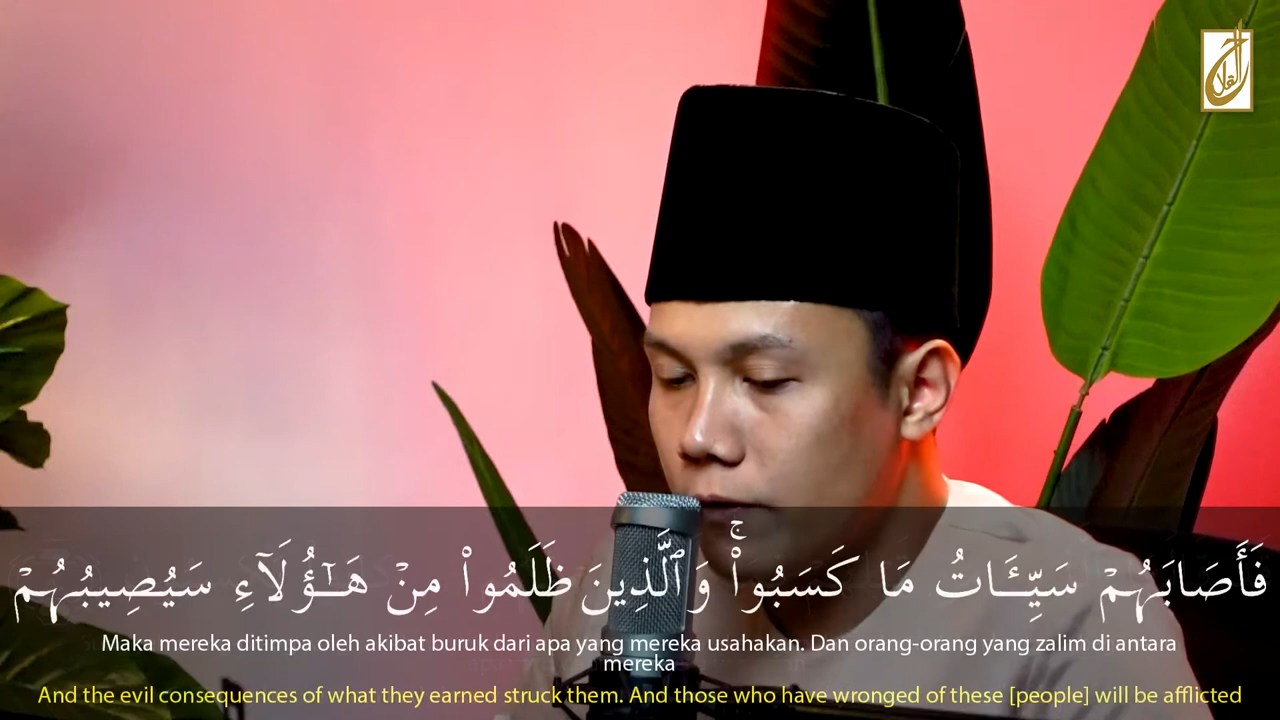 فَأَصَابَهُمْ سَيِّـَٔاتُ مَا كَسَبُوا۟ ۚ وَٱلَّذِينَ ظَلَمُوا۟ مِنْ هَـٰٓؤُلَآءِ سَيُصِيبُهُمْ
Maka mereka ditimpa oleh akibat buruk dari apa yang mereka usahakan. Dan orang-orang yang zalim di antara
mereka
And the evil consequences of what they earned struck them. And those who have wronged of these [people] will be afflicted